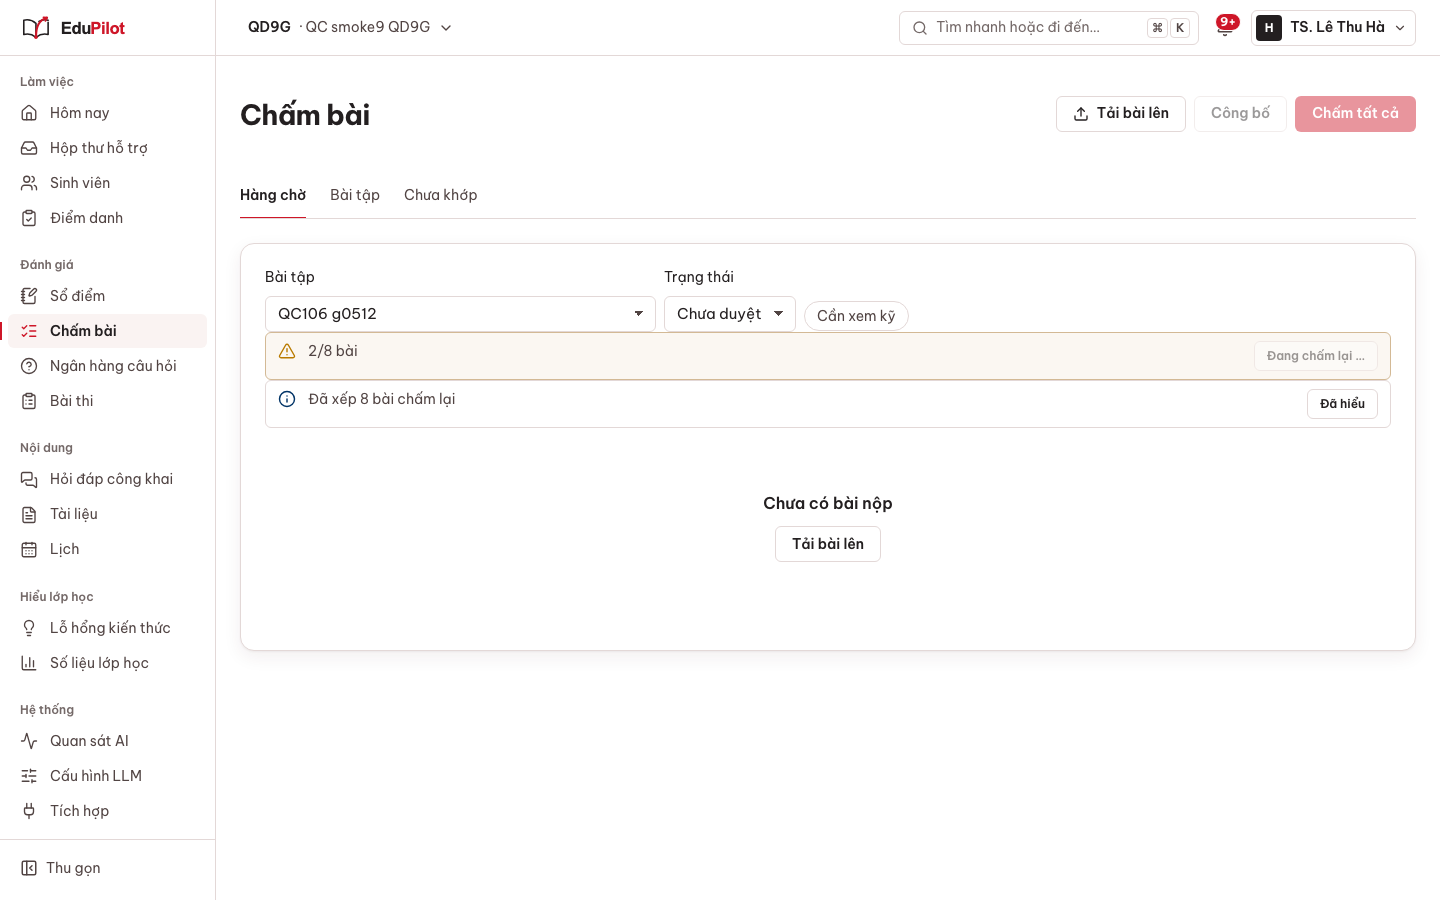 EduPilot
QD9G · QC smoke9 QD9G
Tìm nhanh hoặc đi đến...
⌘ K
9+
H
TS. Lê Thu Hà
Làm việc
Hôm nay
Hộp thư hỗ trợ
Sinh viên
Điểm danh
Đánh giá
Sổ điểm
Chấm bài
Ngân hàng câu hỏi
Bài thi
Nội dung
Hỏi đáp công khai
Tài liệu
Lịch
Hiểu lớp học
Lỗ hổng kiến thức
Số liệu lớp học
Hệ thống
Quan sát AI
Cấu hình LLM
Tích hợp
Thu gọn
Chấm bài
Tải bài lên
Công bố
Chấm tất cả
Hàng chờ
Bài tập
Chưa khớp
Bài tập
Trạng thái
QC106 g0512
Chưa duyệt
Cần xem kỹ
2/8 bài
Đang chấm lại ...
Đã xếp 8 bài chấm lại
Đã hiểu
Chưa có bài nộp
Tải bài lên